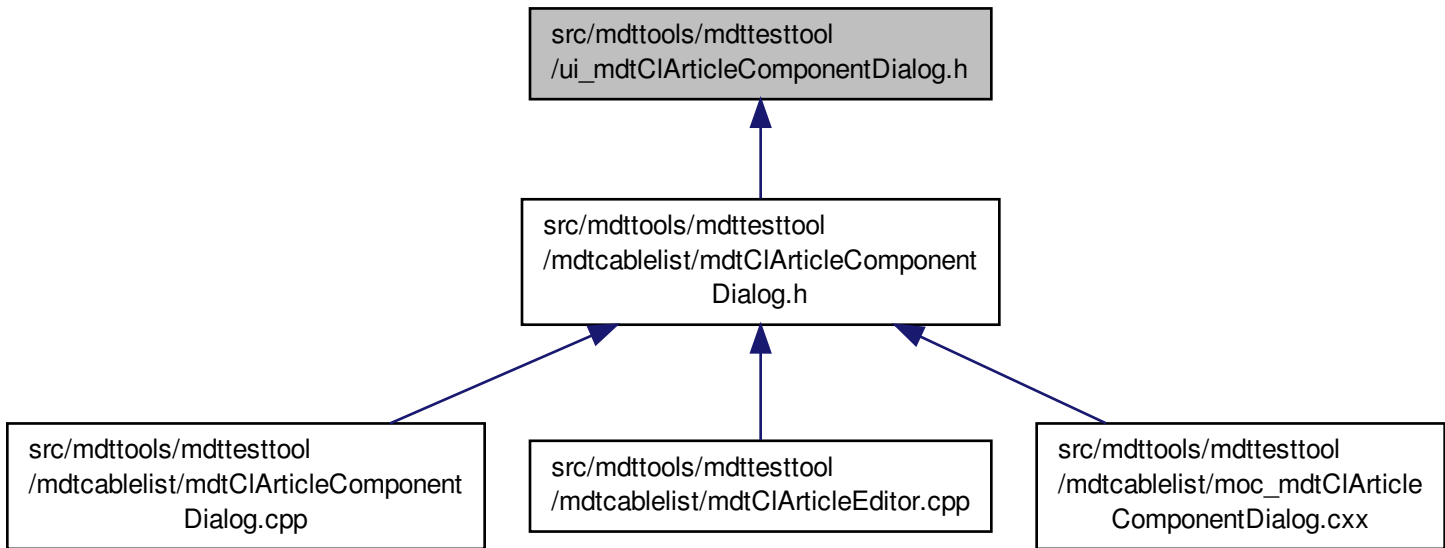 src/mdttools/mdttesttool
/ui_mdtClArticleComponentDialog.h
src/mdttools/mdttesttool
/mdtcablelist/mdtClArticleComponent
Dialog.h
src/mdttools/mdttesttool
/mdtcablelist/mdtClArticleComponent
Dialog.cpp
src/mdttools/mdttesttool
/mdtcablelist/mdtClArticleEditor.cpp
src/mdttools/mdttesttool
/mdtcablelist/moc_mdtClArticle
ComponentDialog.cxx